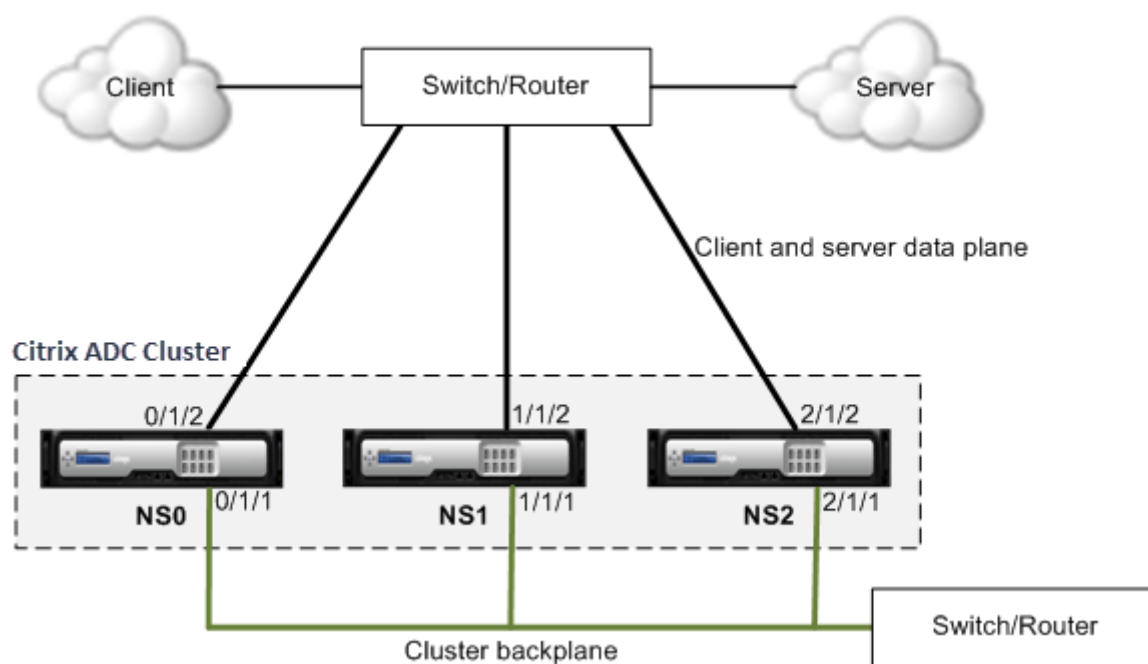 Client
Switch/Router
Server
Client and server data plane
Citrix ADC Cluster
0/1/2
1/1/2
2/1/2
0/1/1
1/1/1
2/1/1
NS0
NS1
NS2
Switch/Router
Cluster backplane